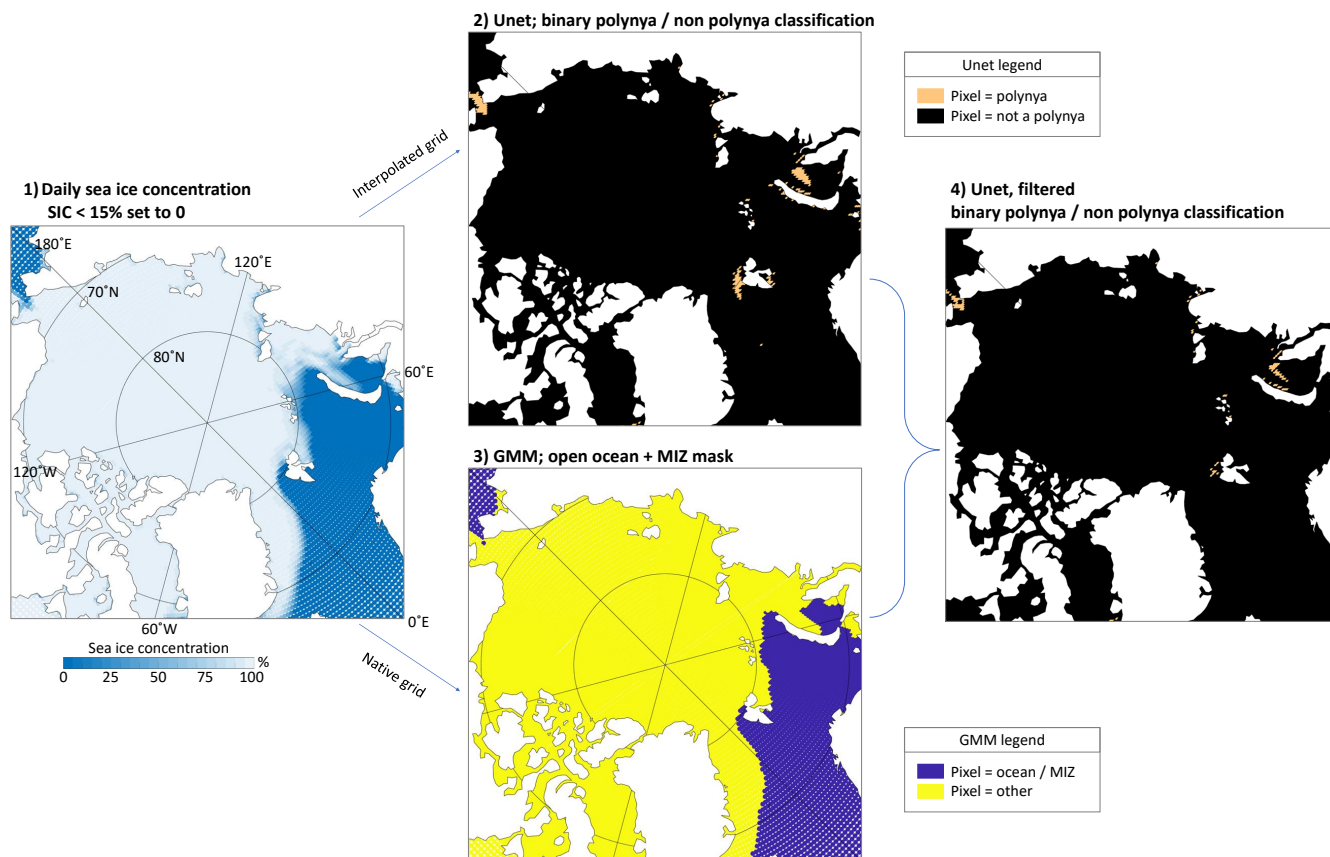 2) Unet; binary polynya / non polynya classification
Unet legend
Pixel = polynya
Pixel = not a polynya
Interpolated grid
1) Daily sea ice concentration
SIC < 15% set to 0
4) Unet, filtered
binary polynya / non polynya classification
180˚E
120˚E
70˚N
80˚N
60˚E
120˚W
3) GMM; open ocean + MIZ mask
60˚W
0˚E
Sea ice concentration
%
0 25 50 75 100
Native grid
GMM legend
Pixel = ocean / MIZ
Pixel = other